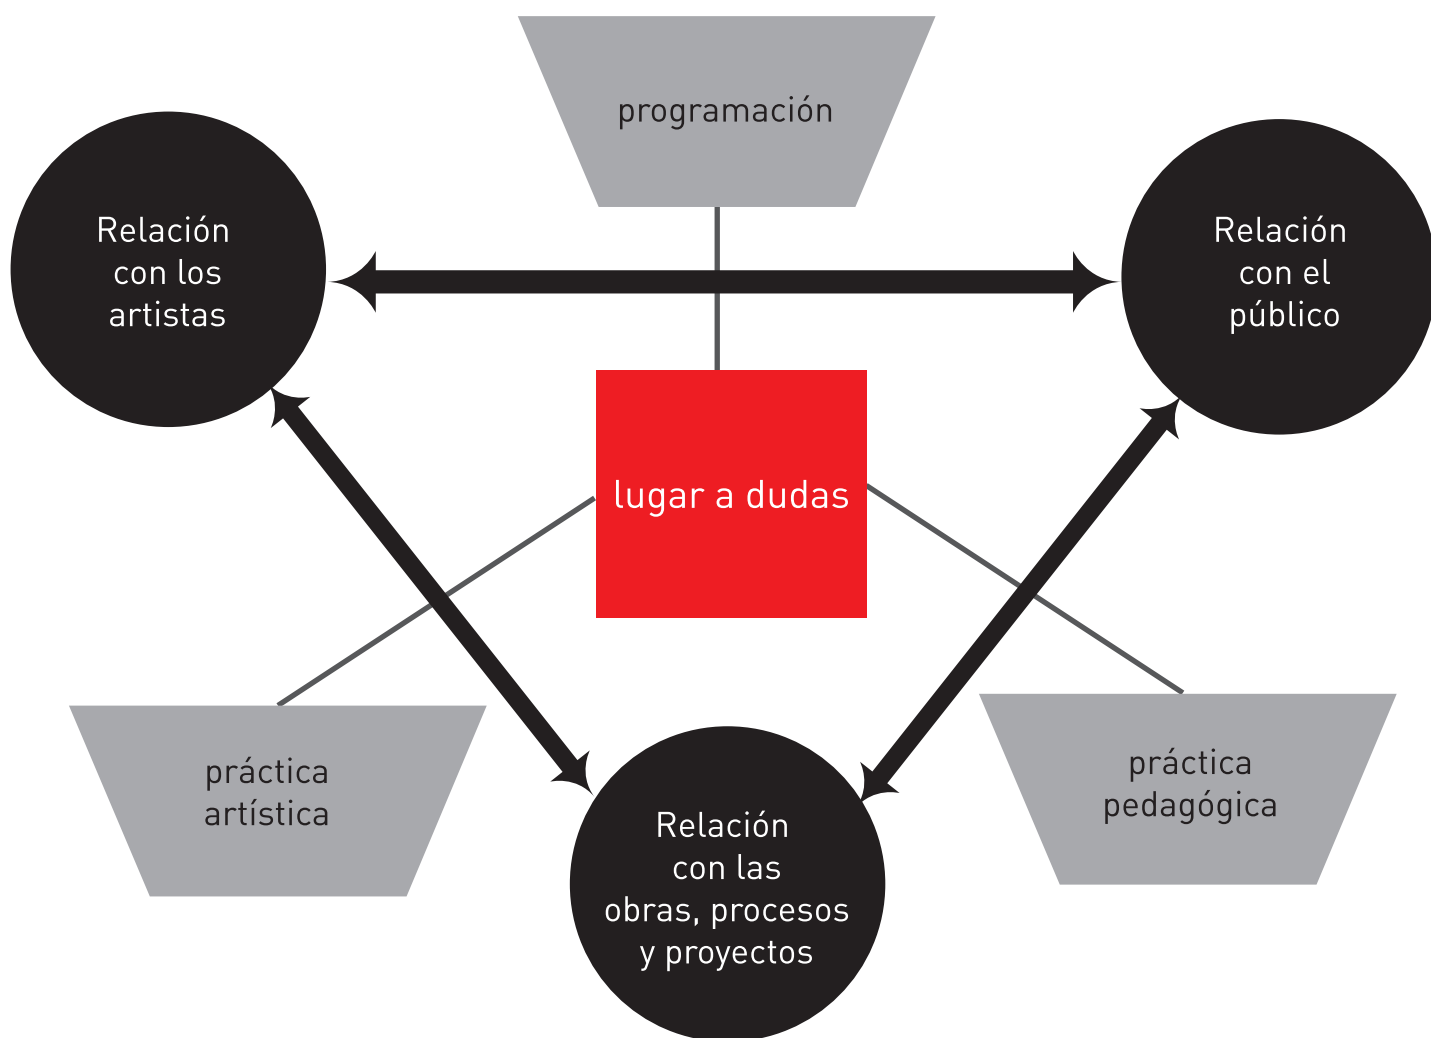 programación
Relación
con los
artistas
Relación
con el
público
lugar a dudas
práctica
artística
práctica
pedagógica
Relación
con las
obras, procesos
y proyectos